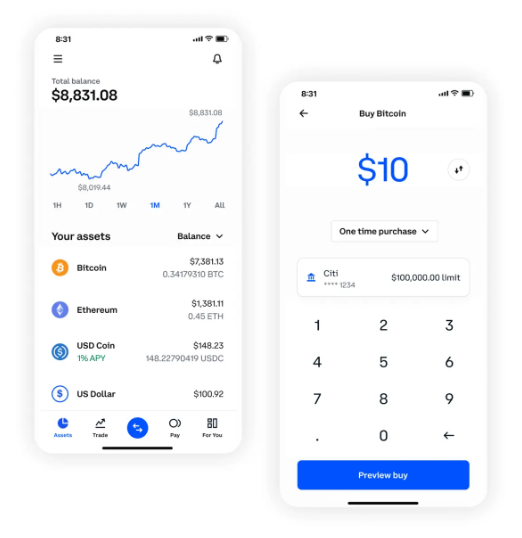 8:31
Total balance
$8,831.08
$8,831.08
$8,019.44
1H 1D 1W 1M 1Y All
Your assets Balance
Bitcoin $7,381.13
0.34179310 BTC
Ethereum $1,381.11
0.45 ETH
USD Coin $148.23
1% APY 148.22790419 USDC
US Dollar $100.92
Assets Trade Pay For You
8:31
Buy Bitcoin
$10
One time purchase
Citi $100,000.00 limit
**** 1234
1 2 3
4 5 6
7 8 9
. 0
Preview buy